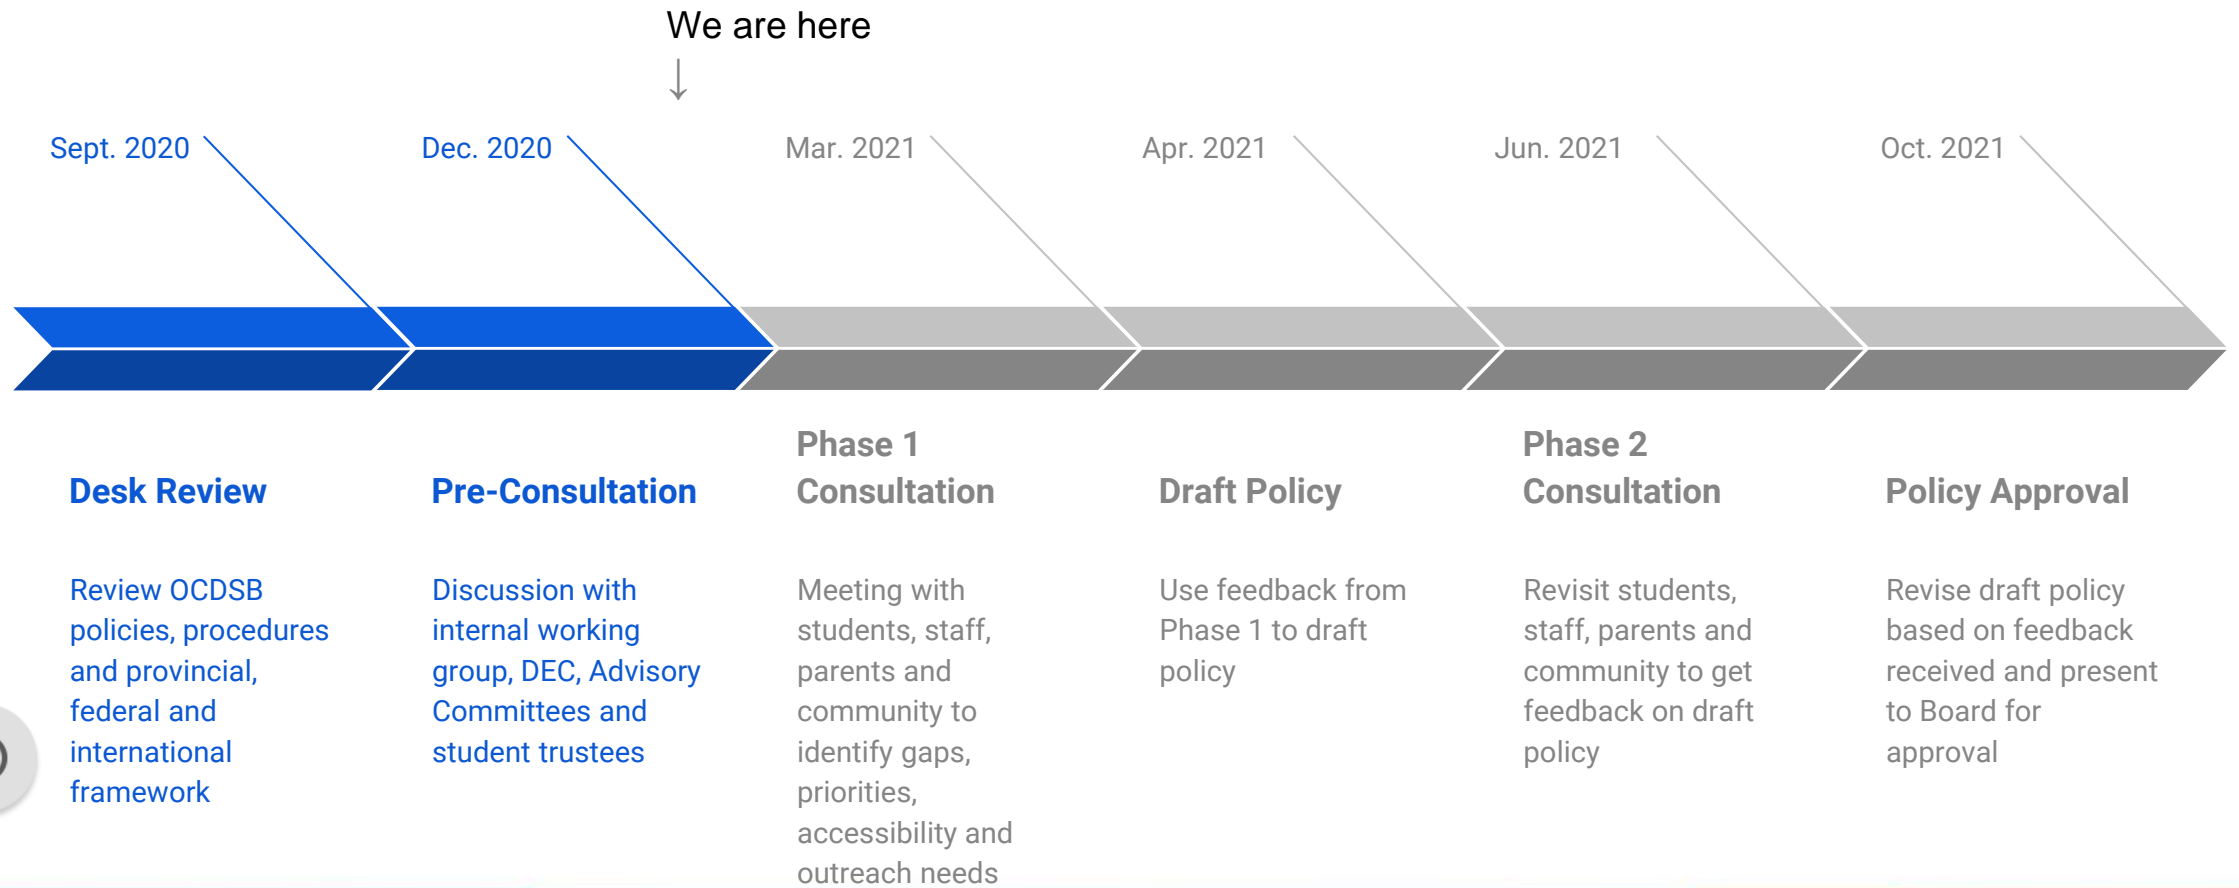 We are here
↓
Sept. 2020
Dec. 2020
Mar. 2021
Apr. 2021
Jun. 2021
Oct. 2021
Desk Review
Review OCDSB
policies, procedures
and provincial,
federal and
international
framework
Pre-Consultation
Discussion with
internal working
group, DEC, Advisory
Committees and
student trustees
Phase 1
Consultation
Meeting with
students, staff,
parents and
community to
identify gaps,
priorities,
accessibility and
outreach needs
Draft Policy
Use feedback from
Phase 1 to draft
policy
Phase 2
Consultation
Revisit students,
staff, parents and
community to get
feedback on draft
policy
Policy Approval
Revise draft policy
based on feedback
received and present
to Board for
approval